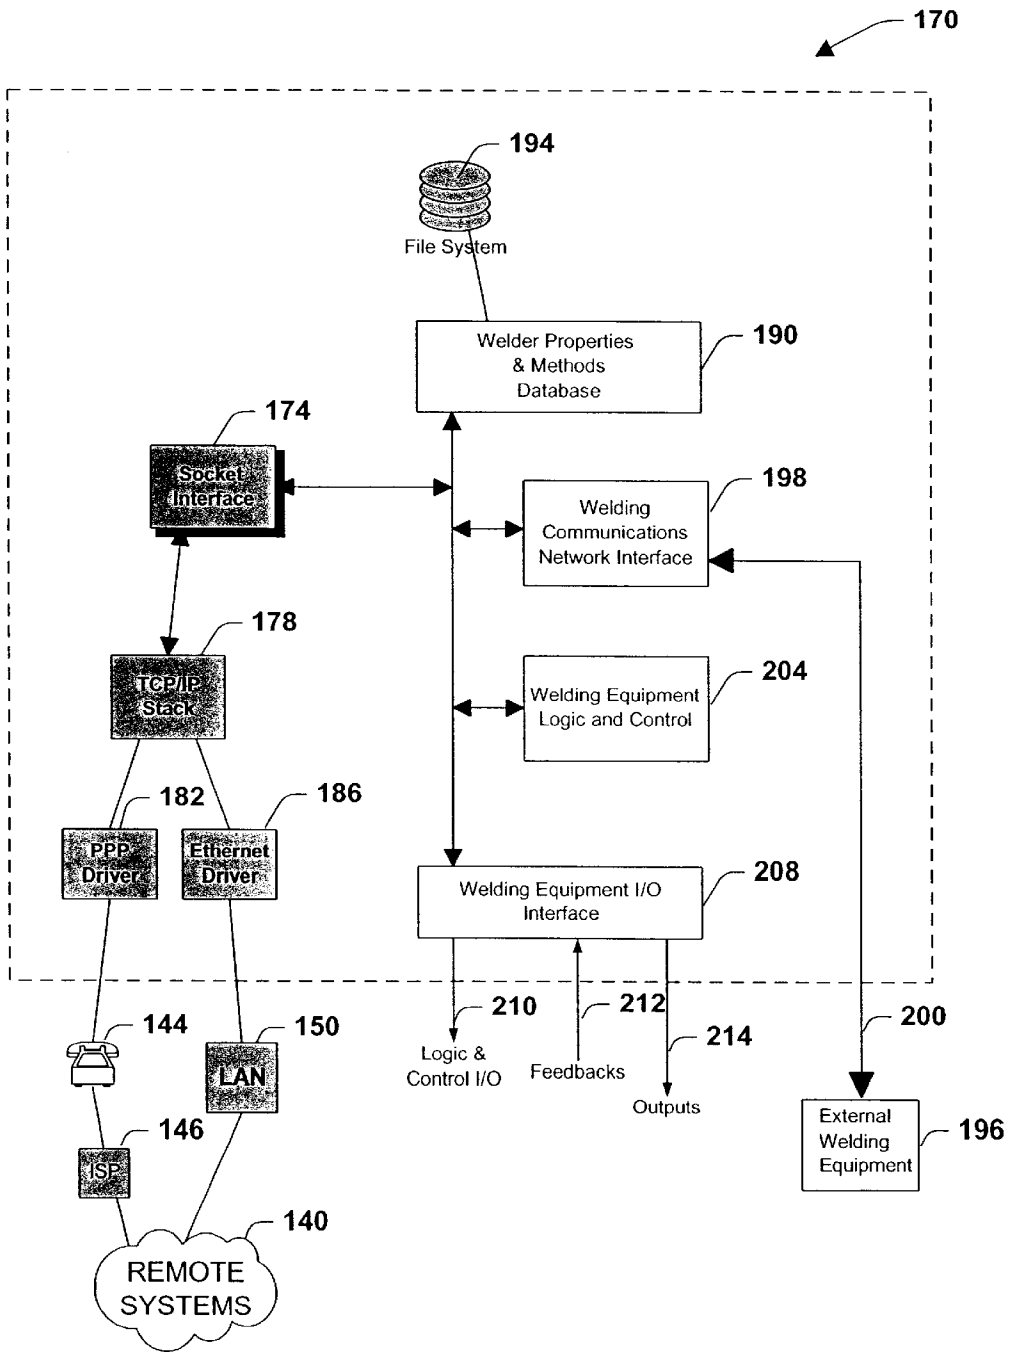 170
194
File System
Welder Properties
& Methods
Database
190
174
Socket
Interface
Welding
Communications
Network Interface
198
178
TCP/IP
Stack
Welding Equipment
Logic and Control
204
182
186
PPP
Driver
Ethernet
Driver
Welding Equipment I/O
Interface
208
210
212
214
200
144
150
Logic &
Control I/O
Feedbacks
LAN
Outputs
146
ISP
External
Welding
Equipment
196
140
REMOTE
SYSTEMS